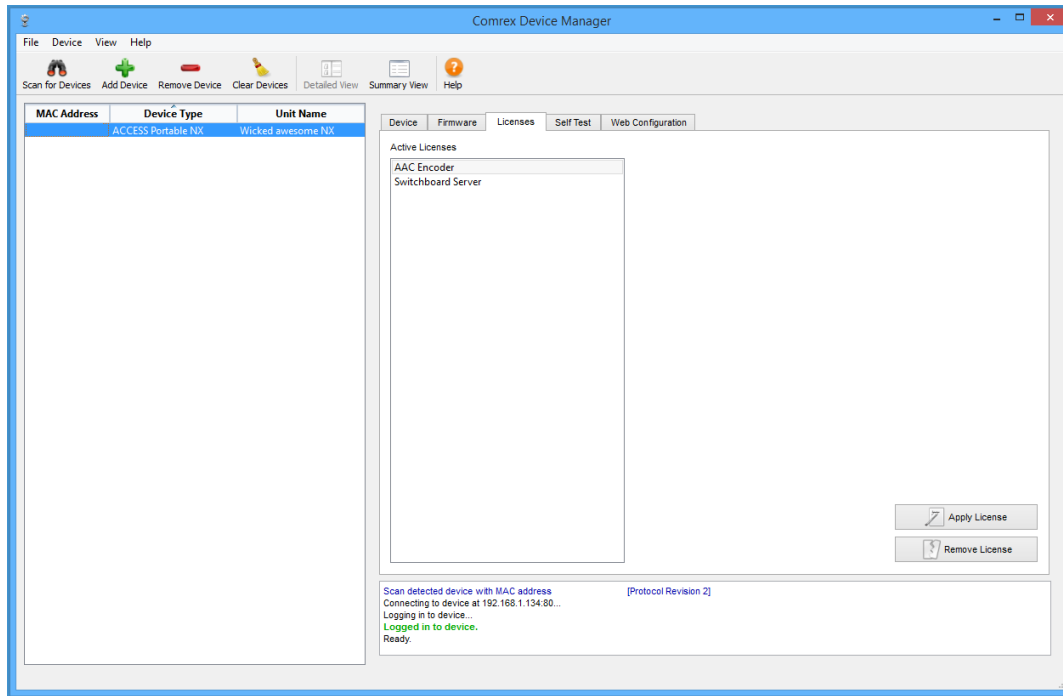 Comrex Device Manager
File Device View Help
Scan for Devices Add Device Remove Device Clear Devices Detailed View Summary View Help
MAC Address Device Type Unit Name
ACCESS Portable NX Wicked awesome NX
Device Firmware Licenses Self Test Web Configuration
Active Licenses
AAC Encoder
Switchboard Server
Apply License
Remove License
Scan detected device with MAC address [Protocol Revision 2]
Connecting to device at 192.168.1.134:80...
Logging in to device...
Logged in to device.
Ready.